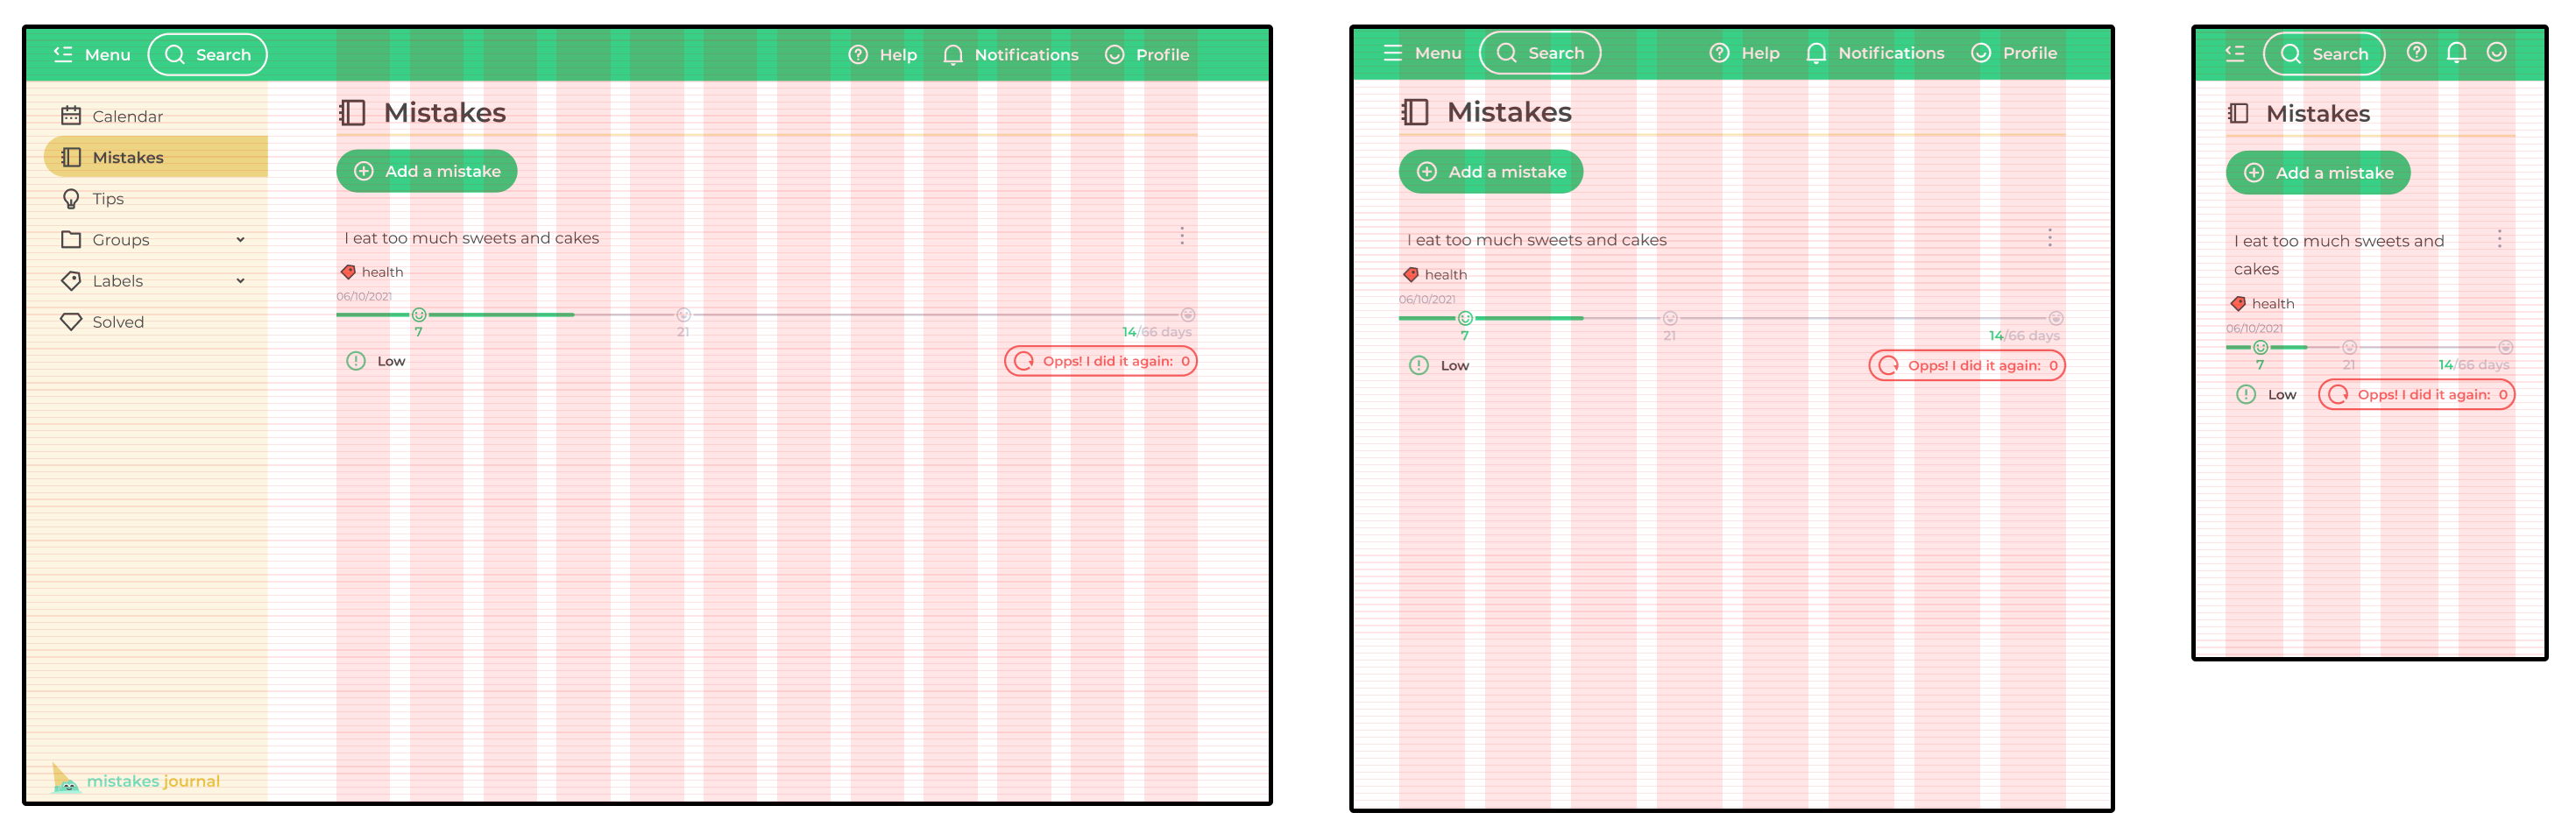 Menu Search Help Notifications Profile
Calendar
Mistakes
Tips
Groups
Labels
Solved
mistakes journal
Mistakes
Add a mistake
I eat too much sweets and cakes
health
06/10/2021
7 21 14/66 days
Low Opps! I did it again: 0
Menu Search Help Notifications Profile
Mistakes
Add a mistake
I eat too much sweets and cakes
health
06/10/2021
7 21 14/66 days
Low Opps! I did it again: 0
Search
Mistakes
Add a mistake
I eat too much sweets and
cakes
health
06/10/2021
7 21 14/66 days
Low Opps! I did it again: 0